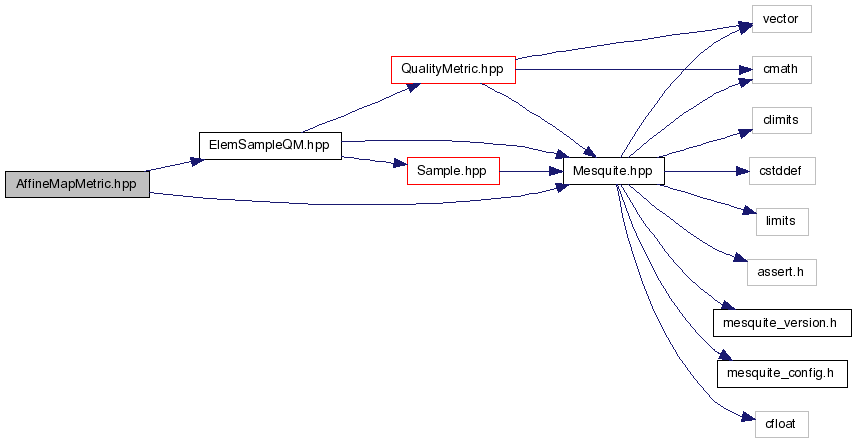 vector
QualityMetric.hpp
cmath
climits
ElemSampleQM.hpp
Sample.hpp
Mesquite.hpp
cstddef
AffineMapMetric.hpp
limits
assert.h
mesquite_version.h
mesquite_config.h
cfloat